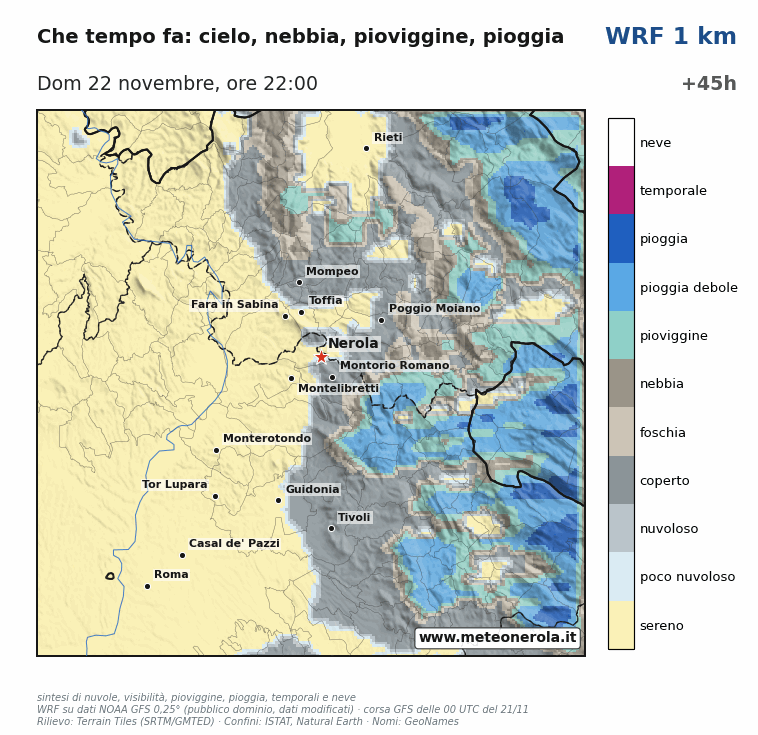 Che tempo fa: cielo, nebbia, pioviggine, pioggia
WRF 1 km
Dom 22 novembre, ore 22:00
+45h
Rieti
Mompeo
Toffia
Fara in Sabina
Poggio Moiano
Nerola
Montorio Romano
Montelibretti
Monterotondo
Tor Lupara
Guidonia
Tivoli
Casal de' Pazzi
Roma
www.meteonerola.it
neve
temporale
pioggia
pioggia debole
pioviggine
nebbia
foschia
coperto
nuvoloso
poco nuvoloso
sereno
sintesi di nuvole, visibilità, pioviggine, pioggia, temporali e neve
WRF su dati NOAA GFS 0,25° (pubblico dominio, dati modificati) · corsa GFS delle 00 UTC del 21/11
Rilievo: Terrain Tiles (SRTM/GMTED) · Confini: ISTAT, Natural Earth · Nomi: GeoNames